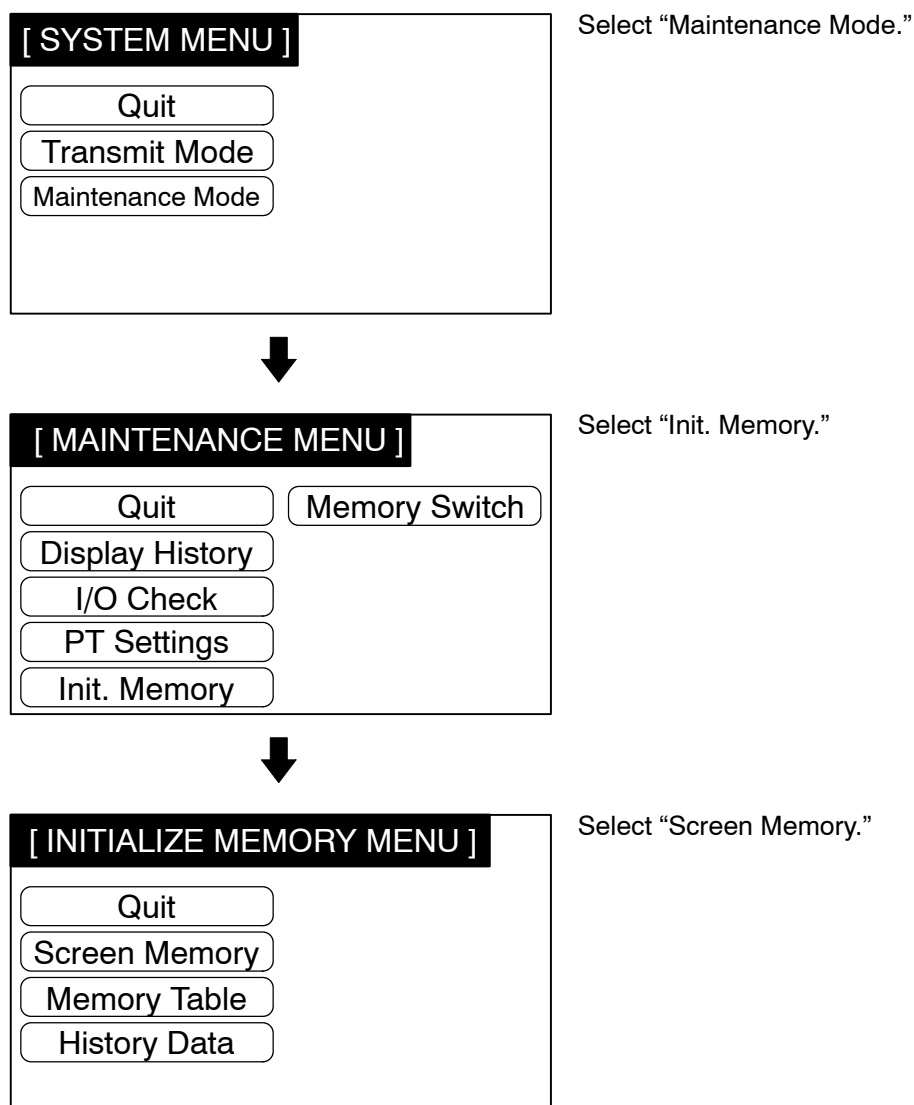 [ SYSTEM MENU ]
Select “Maintenance Mode.”
Quit
Transmit Mode
Maintenance Mode
[ MAINTENANCE MENU ]
Select “Init. Memory.”
Quit
Memory Switch
Display History
I/O Check
PT Settings
Init. Memory
[ INITIALIZE MEMORY MENU ]
Select “Screen Memory.”
Quit
Screen Memory
Memory Table
History Data